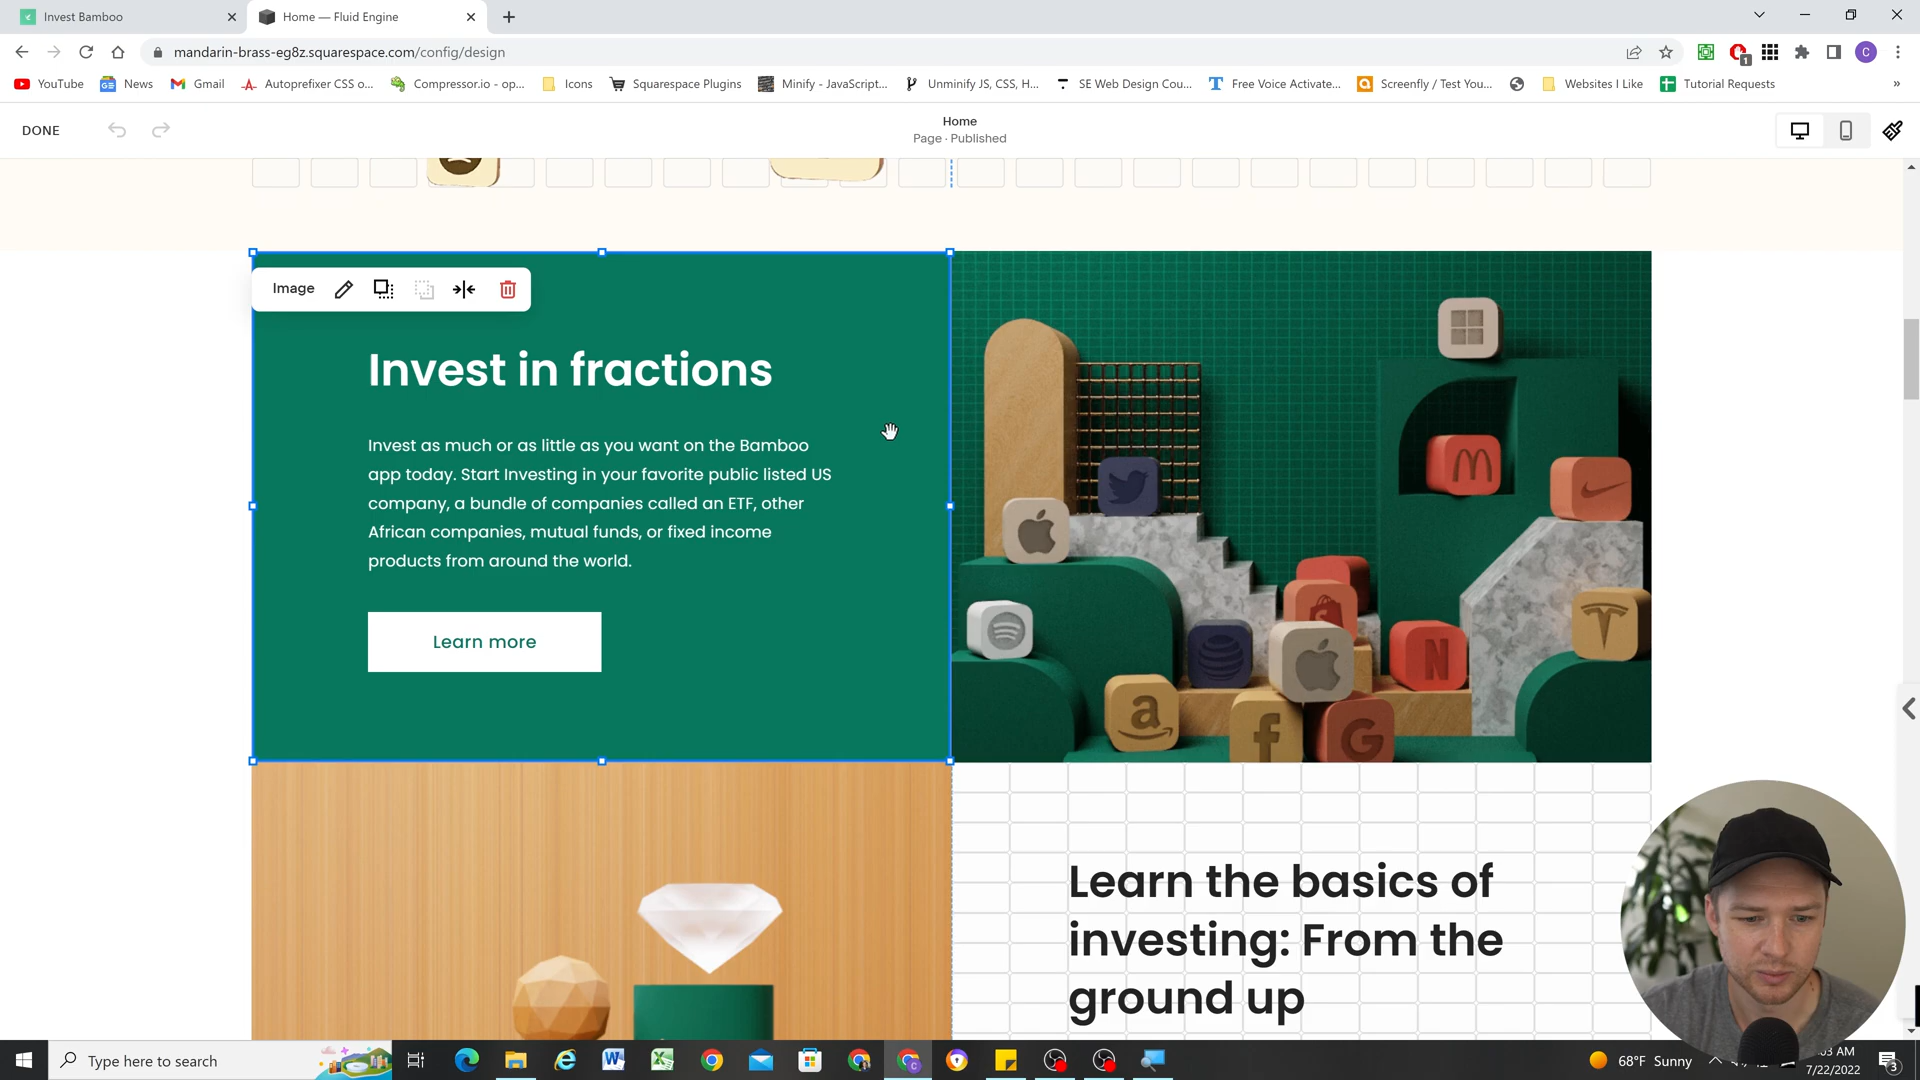 Invest Bamboo
Home — Fluid Engine
mandarin-brass-eg8z.squarespace.com/config/design
C
1
YouTube
News
Gmail
Autoprefixer CSS o...
Compressor.io - op...
Icons
Squarespace Plugins
Minify - JavaScript...
Unminify JS, CSS, H...
SE Web Design Cou...
Free Voice Activate...
Screenfly / Test You...
Websites I Like
Tutorial Requests
»
DONE
Home
Page · Published
Image
Invest in fractions
Invest as much or as little as you want on the Bamboo
app today. Start Investing in your favorite public listed US
company, a bundle of companies called an ETF, other
African companies, mutual funds, or fixed income
products from around the world.
Learn more
Learn the basics of
investing: From the
ground up
Type here to search
68°F Sunny
:03 AM
7/22/2022
3